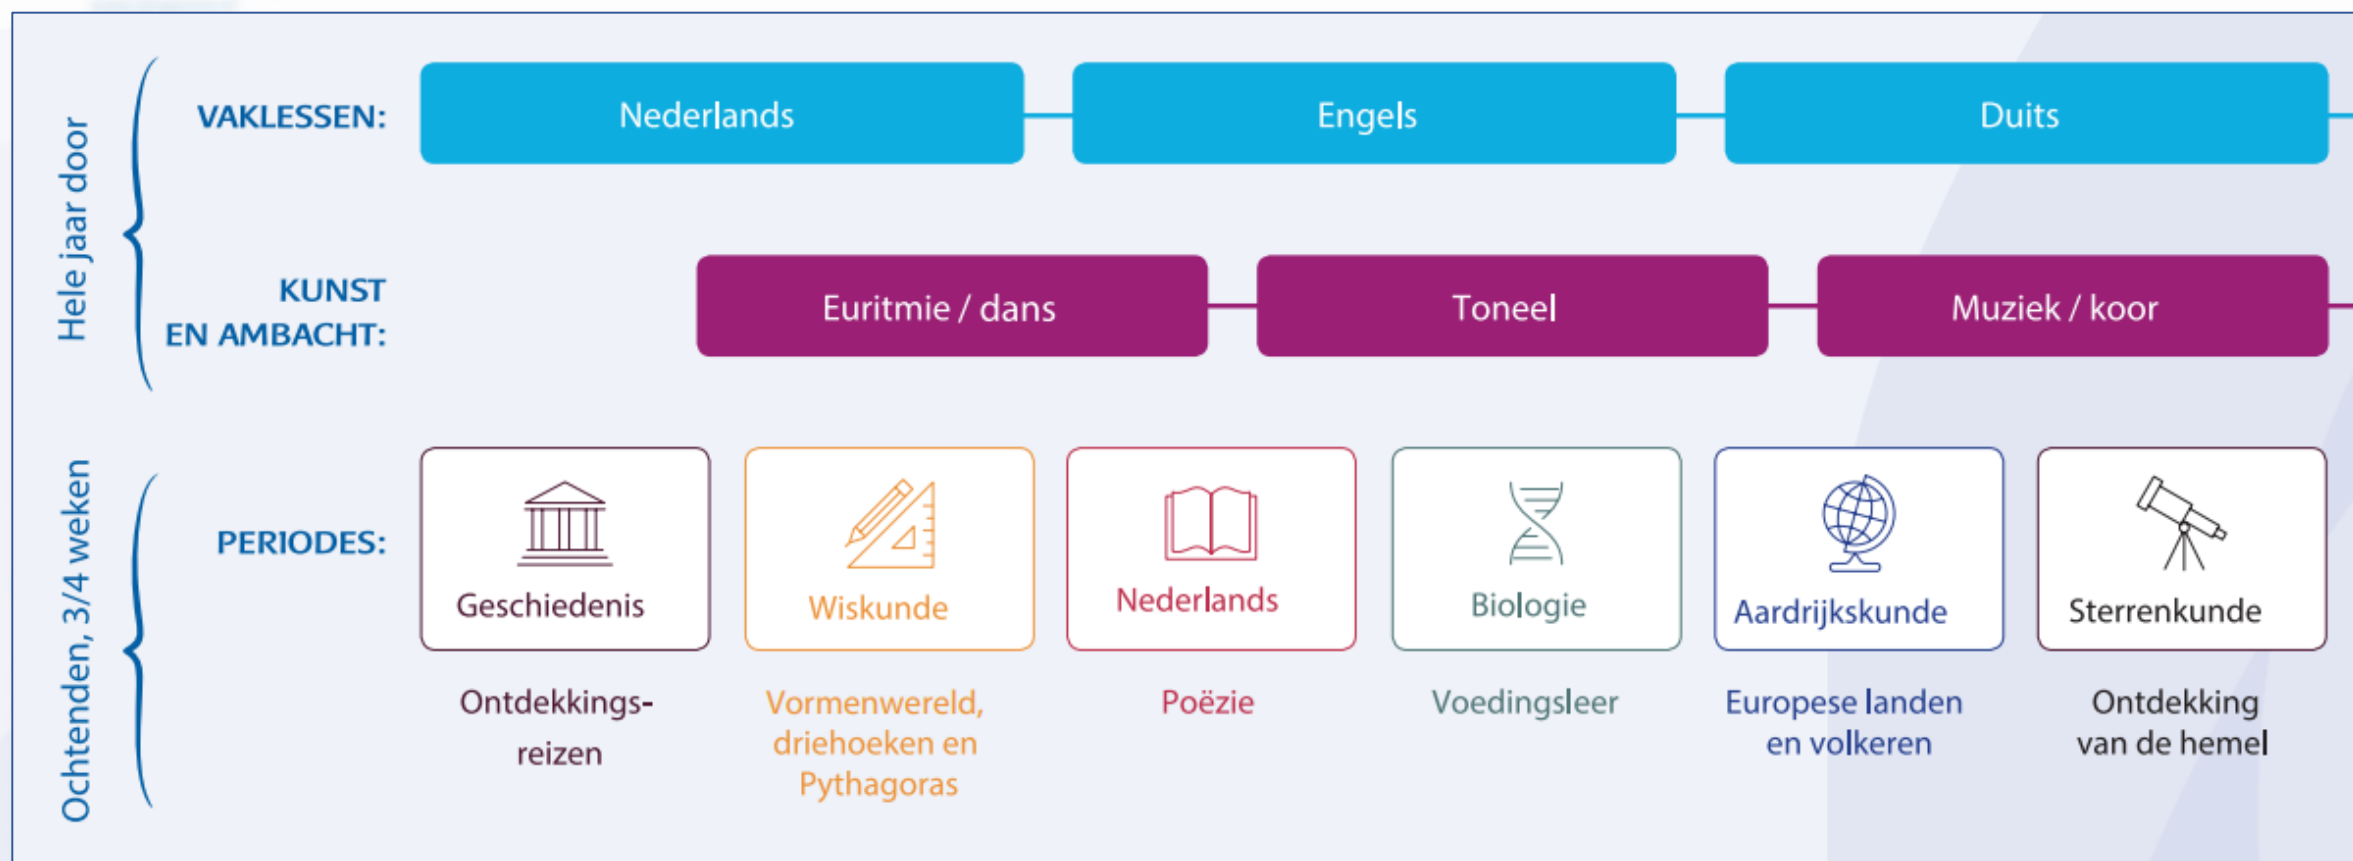 Hele jaar door
VAKLESSEN:
Nederlands
Engels
Duits
KUNST
EN AMBACHT:
Euritmie / dans
Toneel
Muziek / koor
Ochtenden, 3/4 weken
PERIODES:
Geschiedenis
Wiskunde
Nederlands
Biologie
Aardrijkskunde
Sterrenkunde
Ontdekkings-
reizen
Vormenwereld,
driehoeken en
Pythagoras
Poëzie
Voedingsleer
Europese landen
en volkeren
Ontdekking
van de hemel